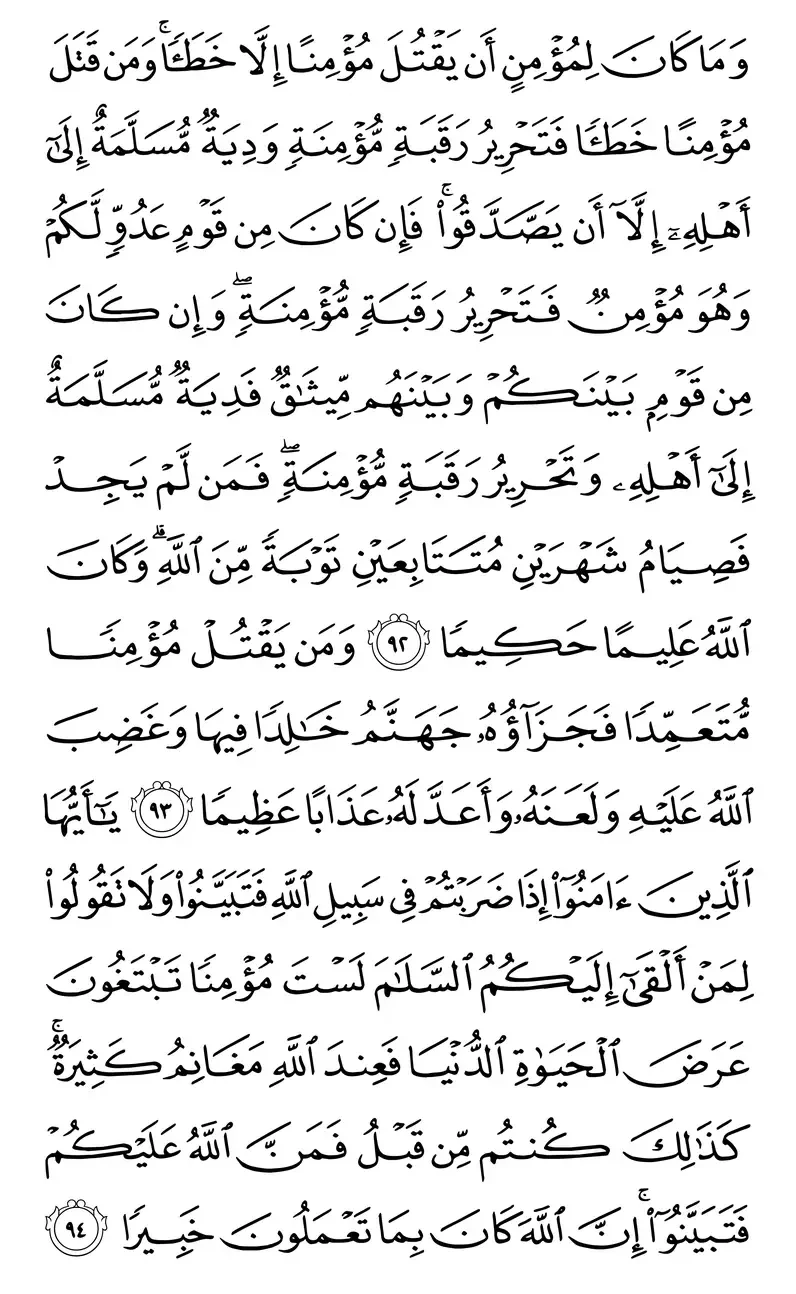 وَمَا كَانَ لِمُؤْمِنٍ أَن يَقْتُلَ مُؤْمِنًا إِلَّا خَطَـًٔا ۚ وَمَن قَتَلَ
مُؤْمِنًا خَطَـًٔا فَتَحْرِيرُ رَقَبَةٍ مُّؤْمِنَةٍ وَدِيَةٌ مُّسَلَّمَةٌ إِلَىٰٓ
أَهْلِهِۦٓ إِلَّآ أَن يَصَّدَّقُوا۟ ۚ فَإِن كَانَ مِن قَوْمٍ عَدُوٍّ لَّكُمْ
وَهُوَ مُؤْمِنٌ فَتَحْرِيرُ رَقَبَةٍ مُّؤْمِنَةٍ ۖ وَإِن كَانَ
مِن قَوْمٍۭ بَيْنَكُمْ وَبَيْنَهُم مِّيثَـٰقٌ فَدِيَةٌ مُّسَلَّمَةٌ
إِلَىٰٓ أَهْلِهِۦ وَتَحْرِيرُ رَقَبَةٍ مُّؤْمِنَةٍ ۖ فَمَن لَّمْ يَجِدْ
فَصِيَامُ شَهْرَيْنِ مُتَتَابِعَيْنِ تَوْبَةً مِّنَ ٱللَّهِ ۗ وَكَانَ
ٱللَّهُ عَلِيمًا حَكِيمًا ٩٢ وَمَن يَقْتُلْ مُؤْمِنًا
مُّتَعَمِّدًا فَجَزَآؤُهُۥ جَهَنَّمُ خَـٰلِدًا فِيهَا وَغَضِبَ
ٱللَّهُ عَلَيْهِ وَلَعَنَهُۥ وَأَعَدَّ لَهُۥ عَذَابًا عَظِيمًا ٩٣ يَـٰٓأَيُّهَا
ٱلَّذِينَ ءَامَنُوٓا۟ إِذَا ضَرَبْتُمْ فِى سَبِيلِ ٱللَّهِ فَتَبَيَّنُوا۟ وَلَا تَقُولُوا۟
لِمَنْ أَلْقَىٰٓ إِلَيْكُمُ ٱلسَّلَـٰمَ لَسْتَ مُؤْمِنًا تَبْتَغُونَ
عَرَضَ ٱلْحَيَوٰةِ ٱلدُّنْيَا فَعِندَ ٱللَّهِ مَغَانِمُ كَثِيرَةٌ ۚ
كَذَٰلِكَ كُنتُم مِّن قَبْلُ فَمَنَّ ٱللَّهُ عَلَيْكُمْ
فَتَبَيَّنُوٓا۟ ۚ إِنَّ ٱللَّهَ كَانَ بِمَا تَعْمَلُونَ خَبِيرًا ٩٤